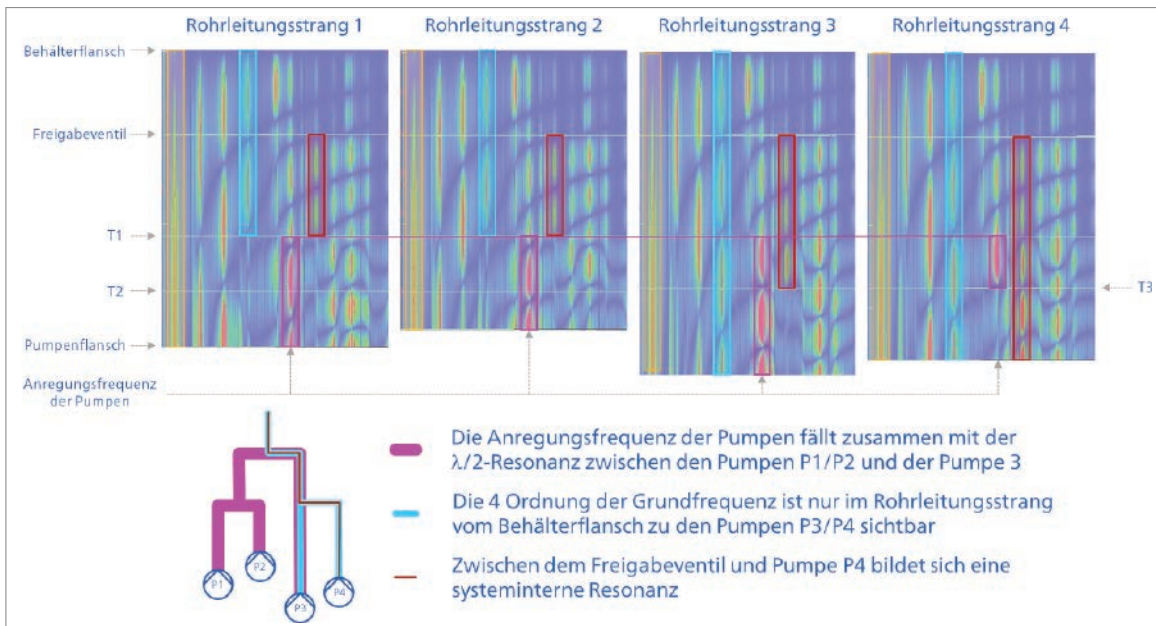 Rohrleitungsstrang 1
Rohrleitungsstrang 2
Rohrleitungsstrang 3
Rohrleitungsstrang 4
Behälterflansch
Freigabeventil
T1
T2
T3
Pumpenflansch
Anregungsfrequenz
der Pumpen
Die Anregungsfrequenz der Pumpen fällt zusammen mit der
λ/2-Resonanz zwischen den Pumpen P1/P2 und der Pumpe 3
Die 4 Ordnung der Grundfrequenz ist nur im Rohrleitungsstrang
vom Behälterflansch zu den Pumpen P3/P4 sichtbar
Zwischen dem Freigabeventil und Pumpe P4 bildet sich eine
systeminterne Resonanz
P1
P2
P3
P4